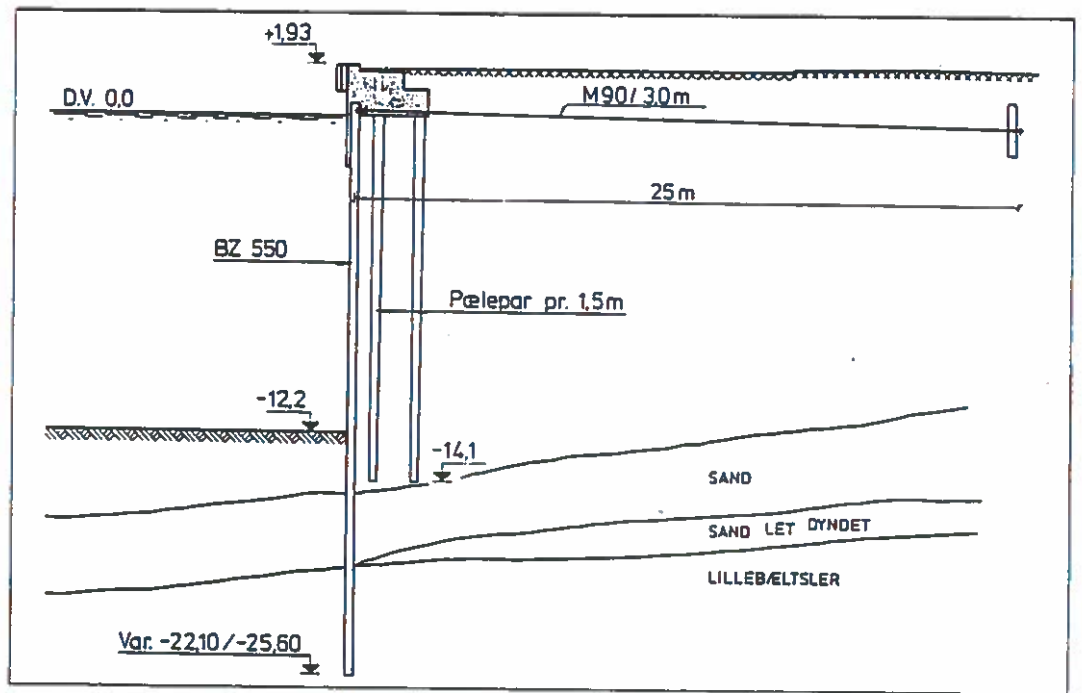 +1,93
D.V. 0,0
M90/3,0m
25m
BZ 550
Pælepar pr. 1,5m
-12,2
-14,1
SAND
SAND LET DYNDET
LILLEBÆLTSLER
Var. -22,10/-25,60